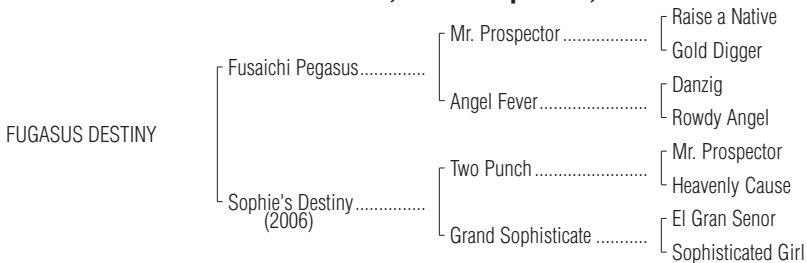 Raise a Native
Mr. Prospector
Gold Digger
Fusaichi Pegasus
Danzig
Angel Fever
Rowdy Angel
FUGASUS DESTINY
Mr. Prospector
Two Punch
Heavenly Cause
Sophie's Destiny
(2006)
El Gran Senor
Grand Sophisticate
Sophisticated Girl